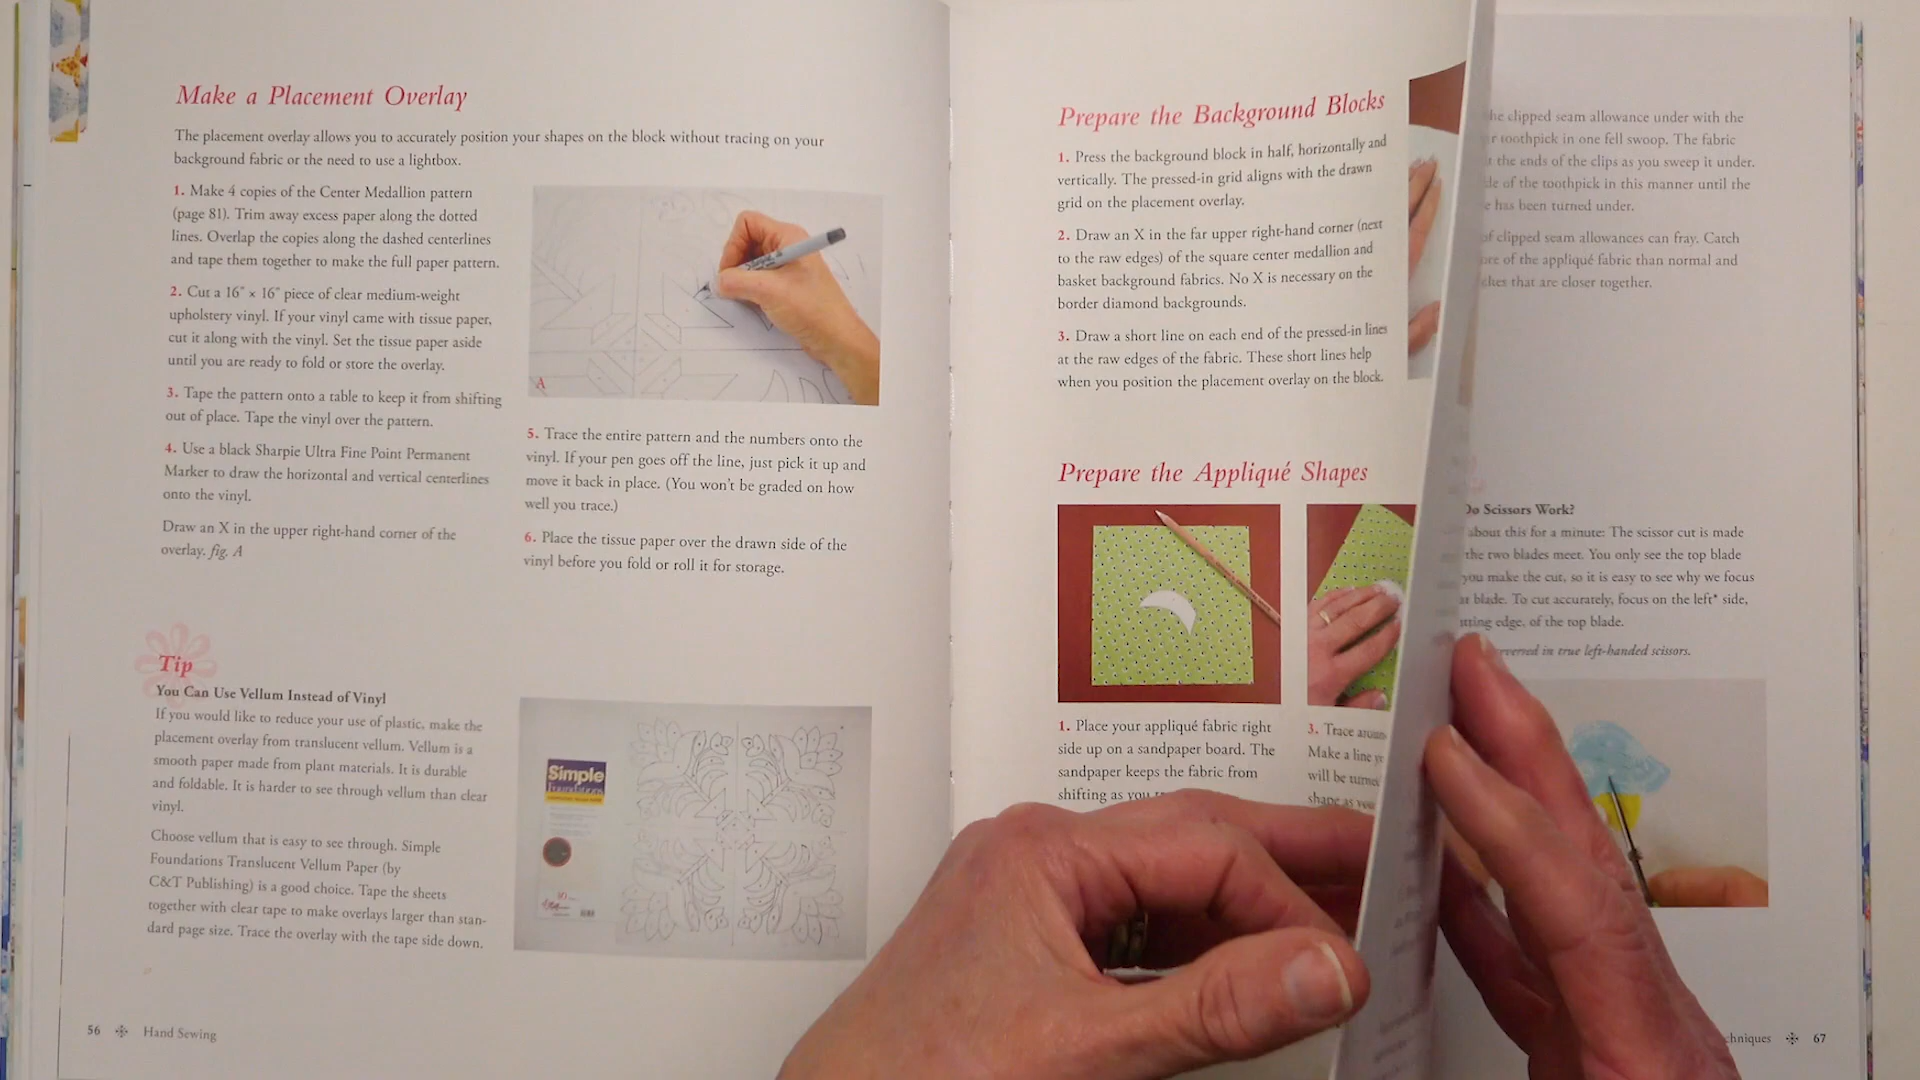 Make a Placement Overlay
The placement overlay allows you to accurately position your shapes on the block without tracing on your
background fabric or the need to use a lightbox.
1. Make 4 copies of the Center Medallion pattern
(page 81). Trim away excess paper along the dotted
lines. Overlap the copies along the dashed centerlines
and tape them together to make the full paper pattern.
2. Cut a 16" × 16" piece of clear medium-weight
upholstery vinyl. If your vinyl came with tissue paper,
cut it along with the vinyl. Set the tissue paper aside
until you are ready to fold or store the overlay.
3. Tape the pattern onto a table to keep it from shifting
out of place. Tape the vinyl over the pattern.
4. Use a black Sharpie Ultra Fine Point Permanent
Marker to draw the horizontal and vertical centerlines
onto the vinyl.
Draw an X in the upper right-hand corner of the
overlay. fig. A
A
5. Trace the entire pattern and the numbers onto the
vinyl. If your pen goes off the line, just pick it up and
move it back in place. (You won't be graded on how
well you trace.)
6. Place the tissue paper over the drawn side of the
vinyl before you fold or roll it for storage.
Tip
You Can Use Vellum Instead of Vinyl
If you would like to reduce your use of plastic, make the
placement overlay from translucent vellum. Vellum is a
smooth paper made from plant materials. It is durable
and foldable. It is harder to see through vellum than clear
vinyl.
Choose vellum that is easy to see through. Simple
Foundations Translucent Vellum Paper (by
C&T Publishing) is a good choice. Tape the sheets
together with clear tape to make overlays larger than stan-
dard page size. Trace the overlay with the tape side down.
Simple
Foundations
56 Hand Sewing
Prepare the Background Blocks
1. Press the background block in half, horizontally and
vertically. The pressed-in grid aligns with the drawn
grid on the placement overlay.
2. Draw an X in the far upper right-hand corner (next
to the raw edges) of the square center medallion and
basket background fabrics. No X is necessary on the
border diamond backgrounds.
3. Draw a short line on each end of the pressed-in lines
at the raw edges of the fabric. These short lines help
when you position the placement overlay on the block.
Prepare the Appliqué Shapes
1. Place your appliqué fabric right
side up on a sandpaper board. The
sandpaper keeps the fabric from
shifting as you
3. Trace
Make a line
will be
shape as you
clipped seam allowance under with the
toothpick in one fell swoop. The fabric
the ends of the clips as you sweep it under.
of the toothpick in this manner until the
has been turned under.
of clipped seam allowances can fray. Catch
of the appliqué fabric than normal and
that are closer together.
Do Scissors Work?
about this for a minute: The scissor cut is made
the two blades meet. You only see the top blade
you make the cut, so it is easy to see why we focus
blade. To cut accurately, focus on the left* side,
edge, of the top blade.
in true left-handed scissors.
67